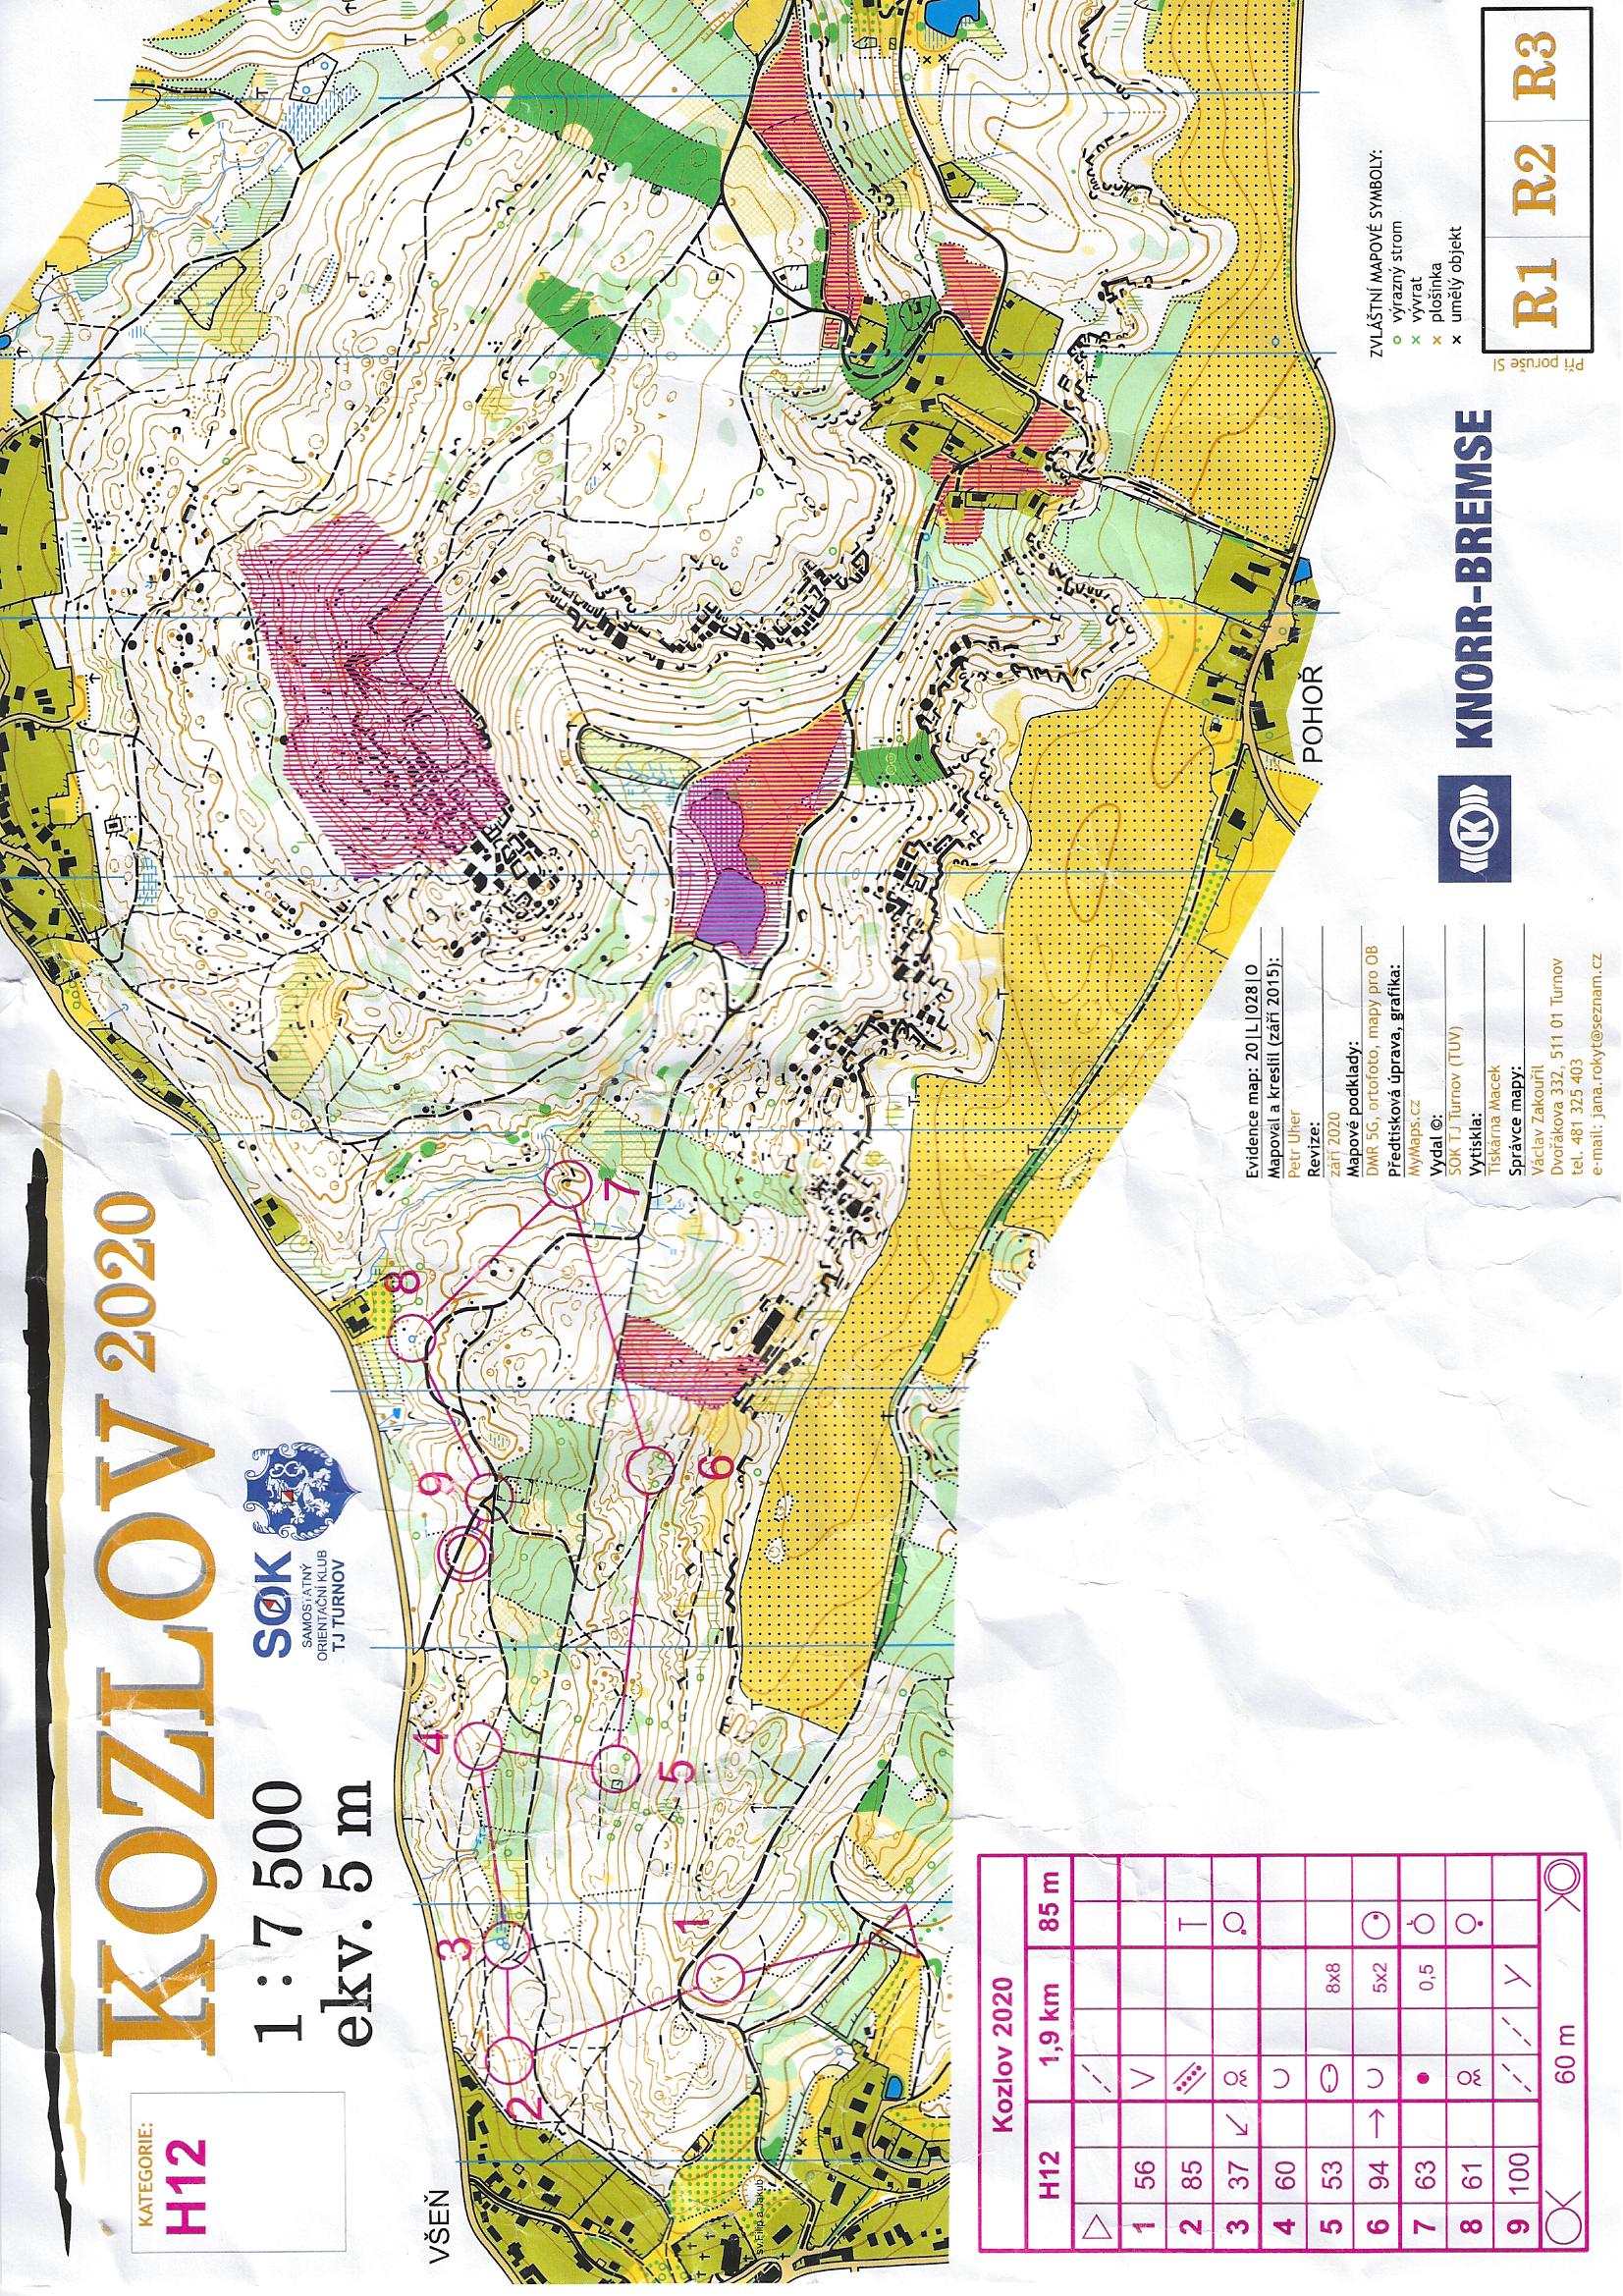 KOZLOV 2020
KATEGORIE:
H12
1 : 7 500
ekv. 5 m
SOK
SAMOSTATNÝ
ORIENTAČNÍ KLUB
TJ TURNOV
VŠEŇ
sv.Filip a Jakub
1
2
3
4
5
6
7
8
9
POHOŘ
Kozlov 2020
H12 1,9 km 85 m
1 56
2 85
3 37
4 60
5 53 8x8
6 94 5x2
7 63 0,5
8 61
9 100
60 m
Evidence map: 20|L|028|O
Mapoval a kreslil (září 2015):
Petr Uher
Revize:
září 2020
Mapové podklady:
DMR 5G, ortofoto, mapy pro OB
Předtisková úprava, grafika:
MyMaps.cz
Vydal ©:
SOK TJ Turnov (TUV)
Vytiskla:
Tiskárna Macek
Správce mapy:
Václav Zakouřil
Dvořákova 332, 511 01 Turnov
tel. 481 325 403
e-mail: jana.rokyt@seznam.cz
K KNORR-BREMSE
ZVLÁŠTNÍ MAPOVÉ SYMBOLY:
výrazný strom
vývrat
plošinka
umělý objekt
Při poruše SI
R1 R2 R3